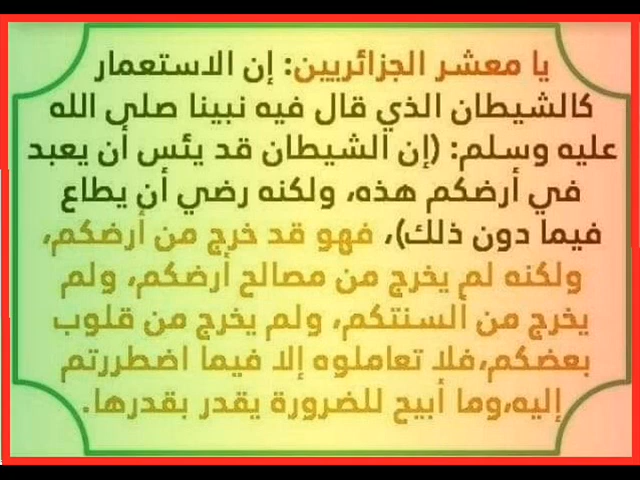 يا معشر الجزائريين: إن الاستعمار
كالشيطان الذي قال فيه نبينا صلى الله
عليه وسلم: (إن الشيطان قد يئس أن يعبد
في أرضكم هذه، ولكنه رضي أن يطاع
فيما دون ذلك)، فهو قد خرج من أرضكم،
ولكنه لم يخرج من مصالح أرضكم، ولم
يخرج من ألسنتكم، ولم يخرج من قلوب
بعضكم،فلا تعاملوه إلا فيما اضطررتم
إليه،وما أبيح للضرورة يقدر بقدرها.